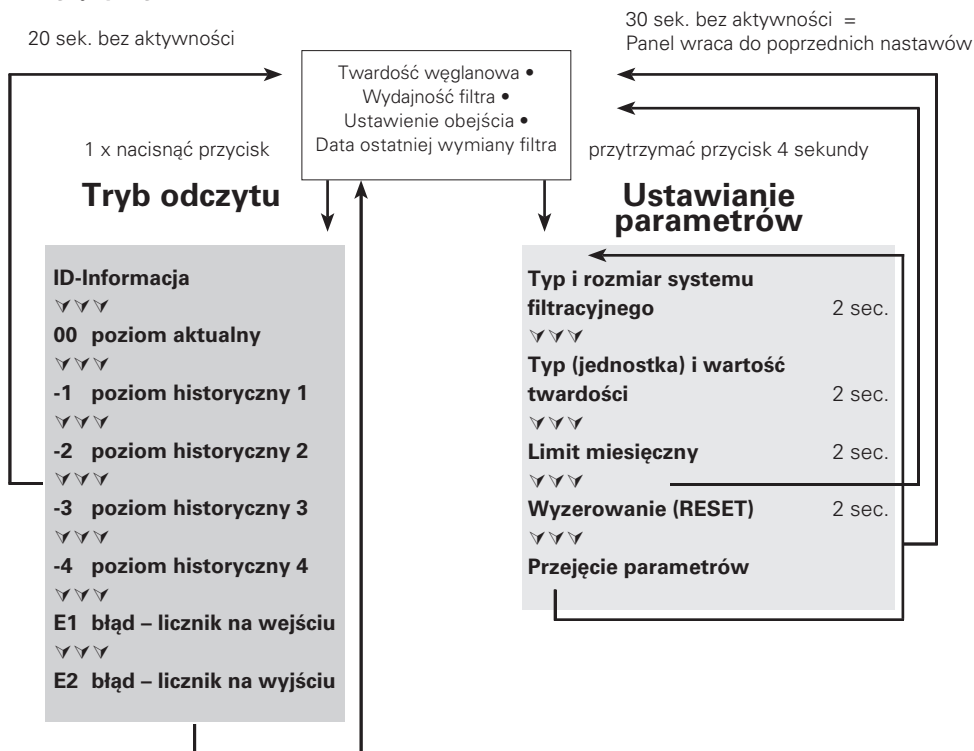 20 sek. bez aktywności
30 sek. bez aktywności =
Panel wraca do poprzednich nastawów
Twardość węglanowa •
Wydajność filtra •
Ustawienie obejścia •
Data ostatniej wymiany filtra
1 x nacisnąć przycisk
przytrzymać przycisk 4 sekundy
Tryb odczytu
ID-Informacja
00 poziom aktualny
-1 poziom historyczny 1
-2 poziom historyczny 2
-3 poziom historyczny 3
-4 poziom historyczny 4
E1 błąd – licznik na wejściu
E2 błąd – licznik na wyjściu
Ustawianie
parametrów
Typ i rozmiar systemu
filtracyjnego 2 sec.
Typ (jednostka) i wartość
twardości 2 sec.
Limit miesięczny 2 sec.
Wyzerowanie (RESET) 2 sec.
Przejęcie parametrów